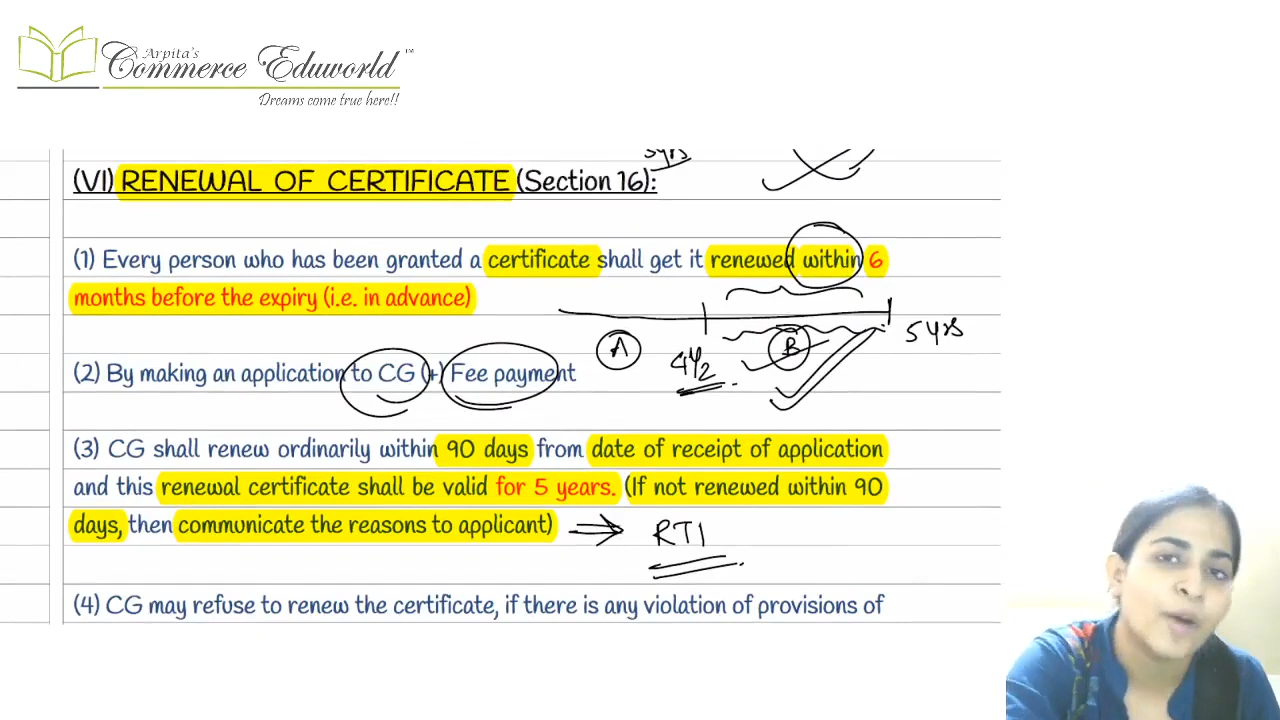 Arpita's
Commerce Eduworld™
Dreams come true here!!
5yrs
(VI) RENEWAL OF CERTIFICATE (Section 16):
(1) Every person who has been granted a certificate shall get it renewed within 6
months before the expiry (i.e. in advance)
A
4½
B
5 yrs
(2) By making an application to CG (+) Fee payment
(3) CG shall renew ordinarily within 90 days from date of receipt of application
and this renewal certificate shall be valid for 5 years. (If not renewed within 90
days, then communicate the reasons to applicant)
RTI
(4) CG may refuse to renew the certificate, if there is any violation of provisions of